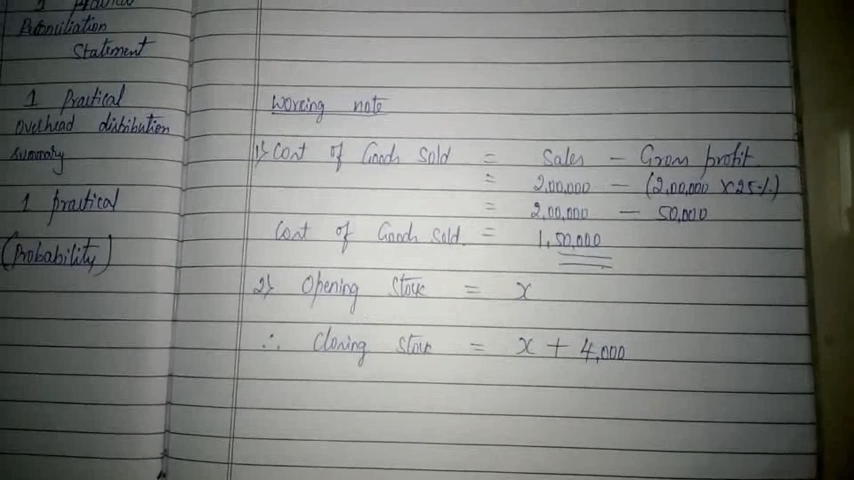 Reconciliation
Statement
1 Practical
overhead distribution
summary
1 practical
(Probability)
Working note
1) Cost of Goods Sold = Sales - Gross profit
= 2,00,000 - (2,00,000 X 25%)
= 2,00,000 - 50,000
Cost of Goods Sold = 1,50,000
2) Opening Stock = x
∴ Closing Stock = x + 4,000